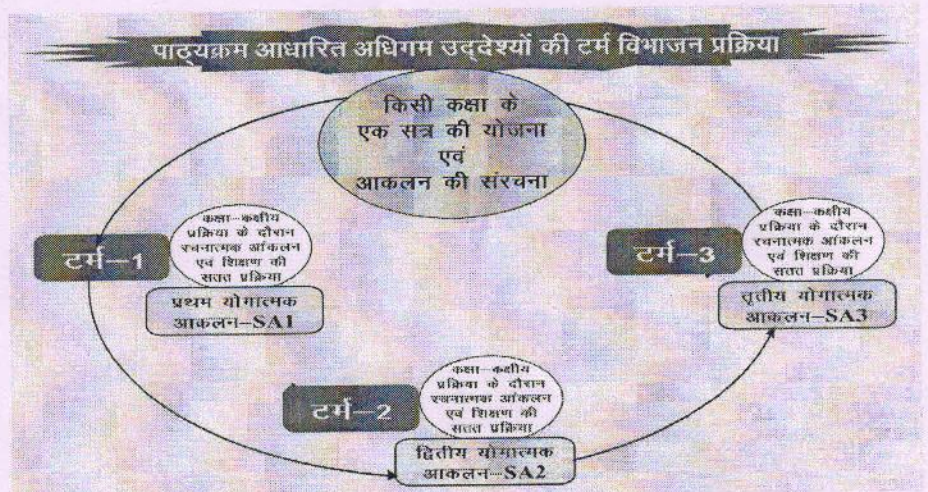 पाठ्यक्रम आधारित अधिगम उद्देश्यों की टर्म विभाजन प्रक्रिया
किसी कक्षा के
एक सत्र की योजना
एवं
आकलन की संरचना
टर्म–1
कक्षा–कक्षीय
प्रक्रिया के दौरान
रचनात्मक आंकलन
एवं शिक्षण की
सतत प्रक्रिया
प्रथम योगात्मक
आकलन–SA1
टर्म–2
कक्षा–कक्षीय
प्रक्रिया के दौरान
रचनात्मक आंकलन
एवं शिक्षण की
सतत प्रक्रिया
द्वितीय योगात्मक
आकलन–SA2
टर्म–3
कक्षा–कक्षीय
प्रक्रिया के दौरान
रचनात्मक आंकलन
एवं शिक्षण की
सतत प्रक्रिया
तृतीय योगात्मक
आकलन–SA3